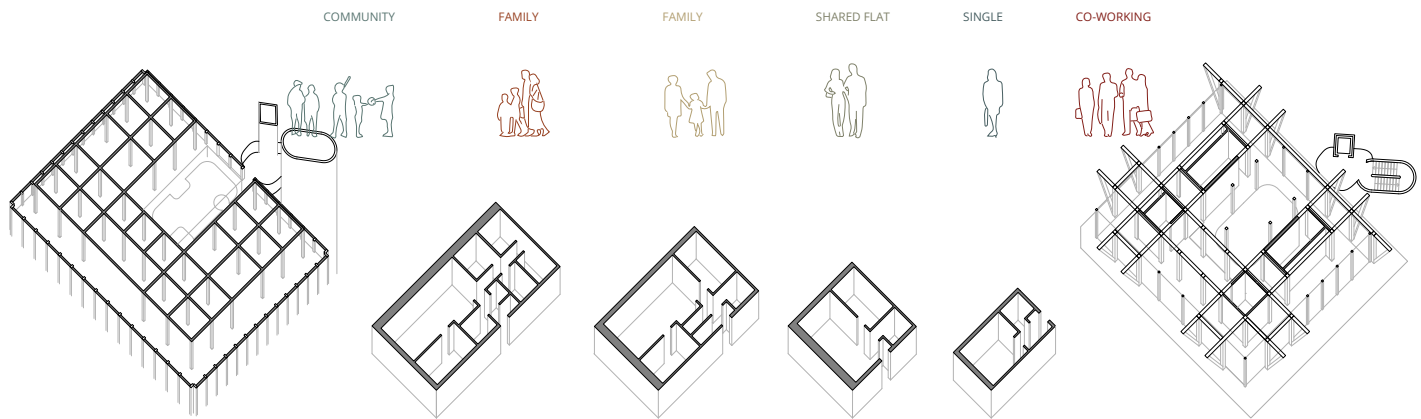 COMMUNITY
FAMILY
FAMILY
SHARED FLAT
SINGLE
CO-WORKING